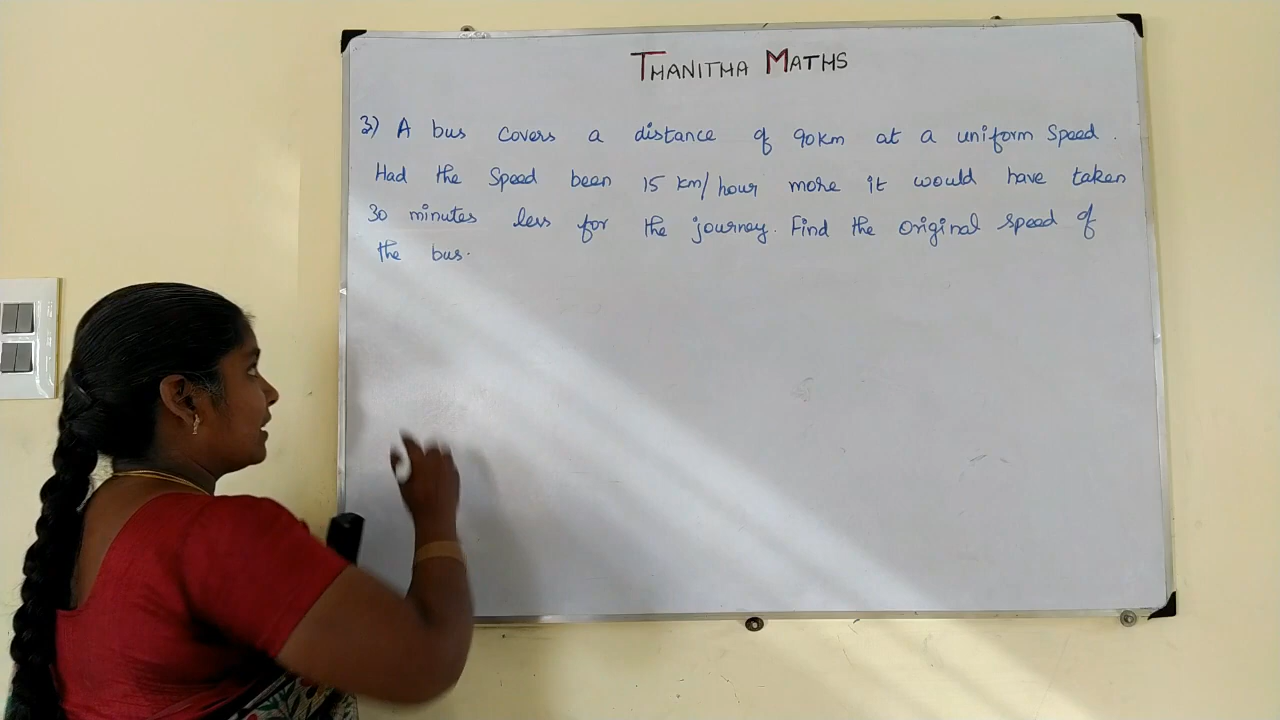 THANITHA MATHS
3) A bus covers a distance of 90km at a uniform speed.
Had the speed been 15 km/hour more it would have taken
30 minutes less for the journey. Find the original speed of
the bus.